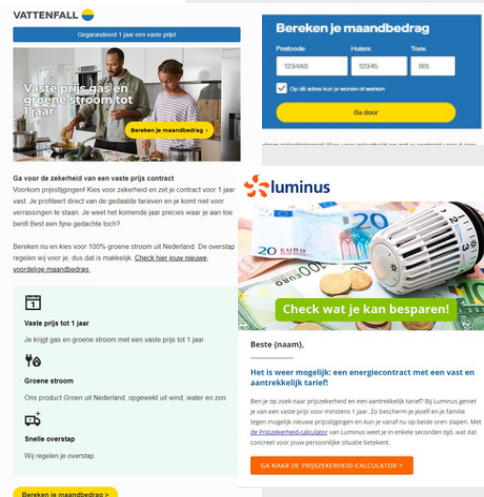 VATTENFALL
Gegarandeerd 1 jaar een vaste prijs!
Vaste prijs gas en
groene stroom tot
1 jaar
Bereken je maandbedrag >
Ga voor de zekerheid van een vaste prijs contract
Voorkom prijsstijgingen! Kies voor zekerheid en zet je contract voor 1 jaar
vast. Je profiteert direct van de gedaalde tarieven en je komt niet voor
verrassingen te staan. Je weet het komende jaar precies waar je aan toe
bent! Best een fijne gedachte toch?
Bereken nu en kies voor 100% groene stroom uit Nederland. De overstap
regelen wij voor je, dus dat is makkelijk. Check hier jouw nieuwe,
voordelige maandbedrag.
1
Vaste prijs tot 1 jaar
Je krijgt gas en groene stroom met een vaste prijs tot 1 jaar.
Groene stroom
Ons product Groen uit Nederland, opgewekt uit wind, water en zon.
Snelle overstap
Wij regelen je overstap.
Bereken je maandbedrag >
Bereken je maandbedrag
Postcode Huisnr. Toev.
1234AB 12345 BIS
Op dit adres kun je wonen of werken
Ga door
luminus
20
20 EURO
Check wat je kan besparen!
Beste {naam},
Het is weer mogelijk: een energiecontract met een vast en
aantrekkelijk tarief!
Ben je op zoek naar prijszekerheid en een aantrekkelijk tarief? Bij Luminus geniet
je van een vaste prijs voor minstens 1 jaar. Zo bescherm je jezelf en je familie
tegen mogelijk nieuwe prijsstijgingen en kun je vanaf nu op beide oren slapen. Met
de Prijszekerheid-calculator van Luminus weet je in enkele seconden tijd, wat dat
concreet voor jouw persoonlijke situatie betekent.
GA NAAR DE PRIJSZEKERHEID-CALCULATOR >